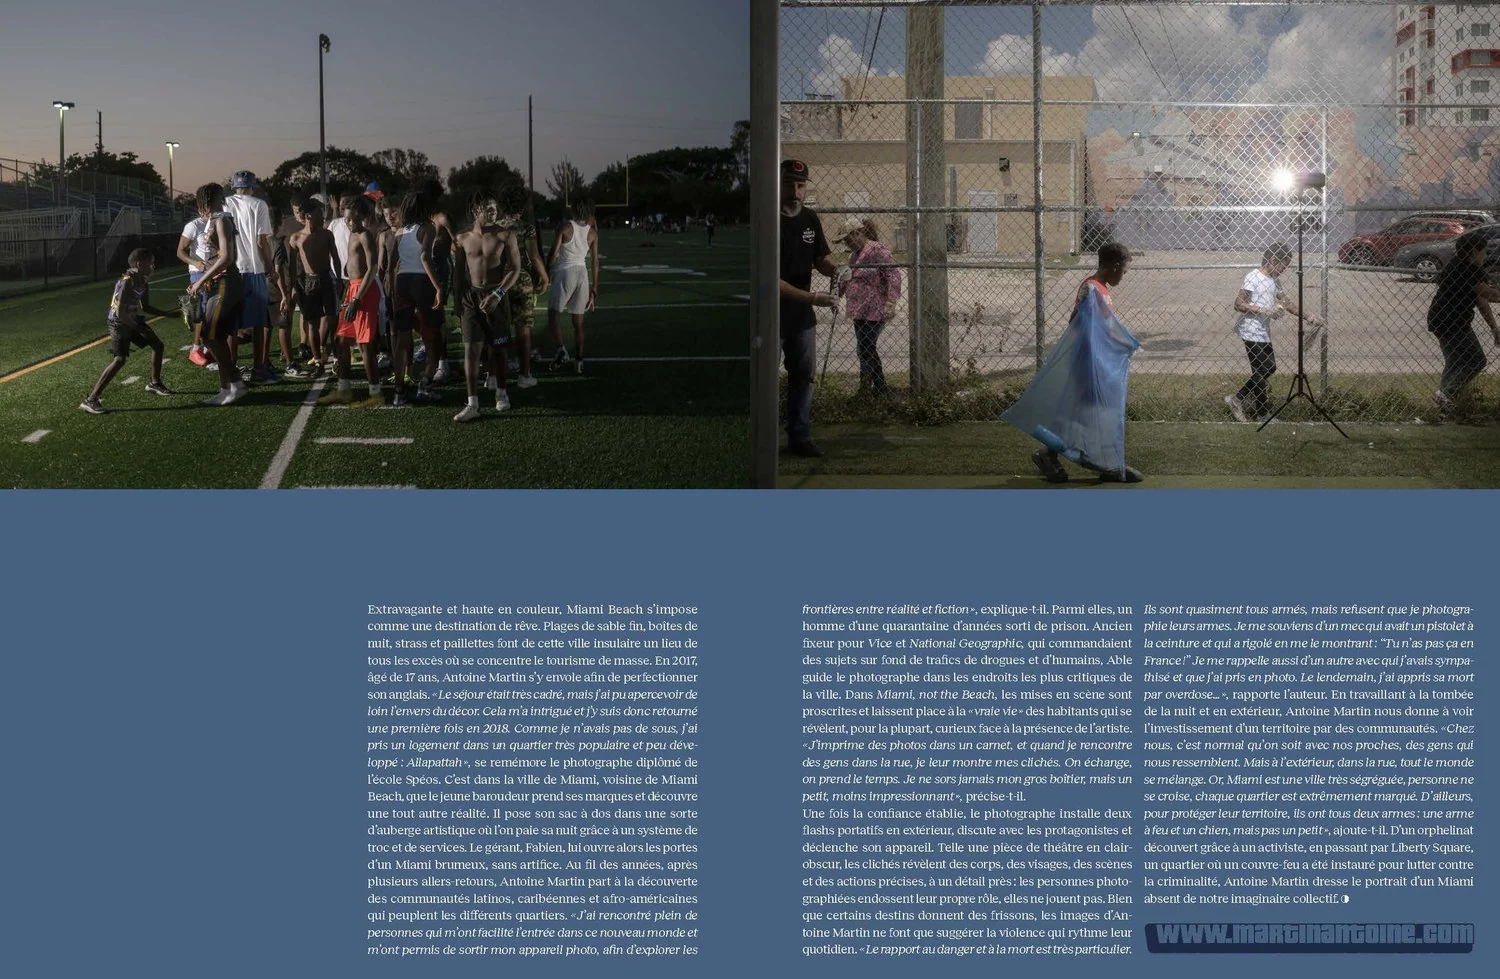 Extravagante et haute en couleur, Miami Beach s'impose
comme une destination de rêve. Plages de sable fin, boîtes de
nuit, strass et paillettes font de cette ville insulaire un lieu de
tous les excès où se concentre le tourisme de masse. En 2017,
âgé de 17 ans, Antoine Martin s'y envole afin de perfectionner
son anglais. « Le séjour était très cadré, mais j'ai pu apercevoir de
loin l'envers du décor. Cela m'a intrigué et j'y suis donc retourné
une première fois en 2018. Comme je n'avais pas de sous, j'ai
pris un logement dans un quartier très populaire et peu déve-
loppé : Allapattah », se remémore le photographe diplômé de
l'école Spéos. C'est dans la ville de Miami, voisine de Miami
Beach, que le jeune baroudeur prend ses marques et découvre
une tout autre réalité. Il pose son sac à dos dans une sorte
d'auberge artistique où l'on paie sa nuit grâce à un système de
troc et de services. Le gérant, Fabien, lui ouvre alors les portes
d'un Miami brumeux, sans artifice. Au fil des années, après
plusieurs allers-retours, Antoine Martin part à la découverte
des communautés latinos, caribéennes et afro-américaines
qui peuplent les différents quartiers. « J'ai rencontré plein de
personnes qui m'ont facilité l'entrée dans ce nouveau monde et
m'ont permis de sortir mon appareil photo, afin d'explorer les
frontières entre réalité et fiction », explique-t-il. Parmi elles, un
homme d'une quarantaine d'années sorti de prison. Ancien
fixeur pour Vice et National Geographic, qui commandaient
des sujets sur fond de trafics de drogues et d'humains, Able
guide le photographe dans les endroits les plus critiques de
la ville. Dans Miami, not the Beach, les mises en scène sont
proscrites et laissent place à la « vraie vie » des habitants qui se
révèlent, pour la plupart, curieux face à la présence de l'artiste.
« J'imprime des photos dans un carnet, et quand je rencontre
des gens dans la rue, je leur montre mes clichés. On échange,
on prend le temps. Je ne sors jamais mon gros boîtier, mais un
petit, moins impressionnant », précise-t-il.
Une fois la confiance établie, le photographe installe deux
flashs portatifs en extérieur, discute avec les protagonistes et
déclenche son appareil. Telle une pièce de théâtre en clair-
obscur, les clichés révèlent des corps, des visages, des scènes
et des actions précises, à un détail près : les personnes photo-
graphiées endossent leur propre rôle, elles ne jouent pas. Bien
que certains destins donnent des frissons, les images d'An-
toine Martin ne font que suggérer la violence qui rythme leur
quotidien. « Le rapport au danger et à la mort est très particulier.
Ils sont quasiment tous armés, mais refusent que je photogra-
phie leurs armes. Je me souviens d'un mec qui avait un pistolet à
la ceinture et qui a rigolé en me le montrant : “Tu n'as pas ça en
France !” Je me rappelle aussi d'un autre avec qui j'avais sympa-
thisé et que j'ai pris en photo. Le lendemain, j'ai appris sa mort
par overdose... », rapporte l'auteur. En travaillant à la tombée
de la nuit et en extérieur, Antoine Martin nous donne à voir
l'investissement d'un territoire par des communautés. « Chez
nous, c'est normal qu'on soit avec nos proches, des gens qui
nous ressemblent. Mais à l'extérieur, dans la rue, tout le monde
se mélange. Or, Miami est une ville très ségréguée, personne ne
se croise, chaque quartier est extrêmement marqué. D'ailleurs,
pour protéger leur territoire, ils ont tous deux armes : une arme
à feu et un chien, mais pas un petit », ajoute-t-il. D'un orphelinat
découvert grâce à un activiste, en passant par Liberty Square,
un quartier où un couvre-feu a été instauré pour lutter contre
la criminalité, Antoine Martin dresse le portrait d'un Miami
absent de notre imaginaire collectif.
www.martinantoine.com